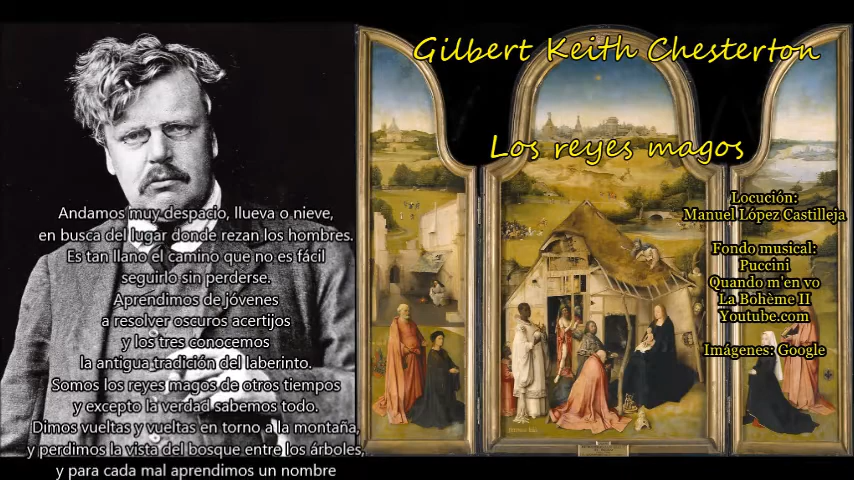 Gilbert Keith Chesterton
Los reyes magos
Andamos muy despacio, llueva o nieve,
en busca del lugar donde rezan los hombres.
Es tan llano el camino que no es fácil
seguirlo sin perderse.
Aprendimos de jóvenes
a resolver oscuros acertijos
y los tres conocemos
la antigua tradición del laberinto.
Somos los reyes magos de otros tiempos
y excepto la verdad sabemos todo.
Dimos vueltas y vueltas en torno a la montaña,
y perdimos la vista del bosque entre los árboles,
y para cada mal aprendimos un nombre
Locución:
Manuel López Castilleja
Fondo musical:
Puccini
Quando m'en vo
La Bohème II
Youtube.com
Imágenes: Google